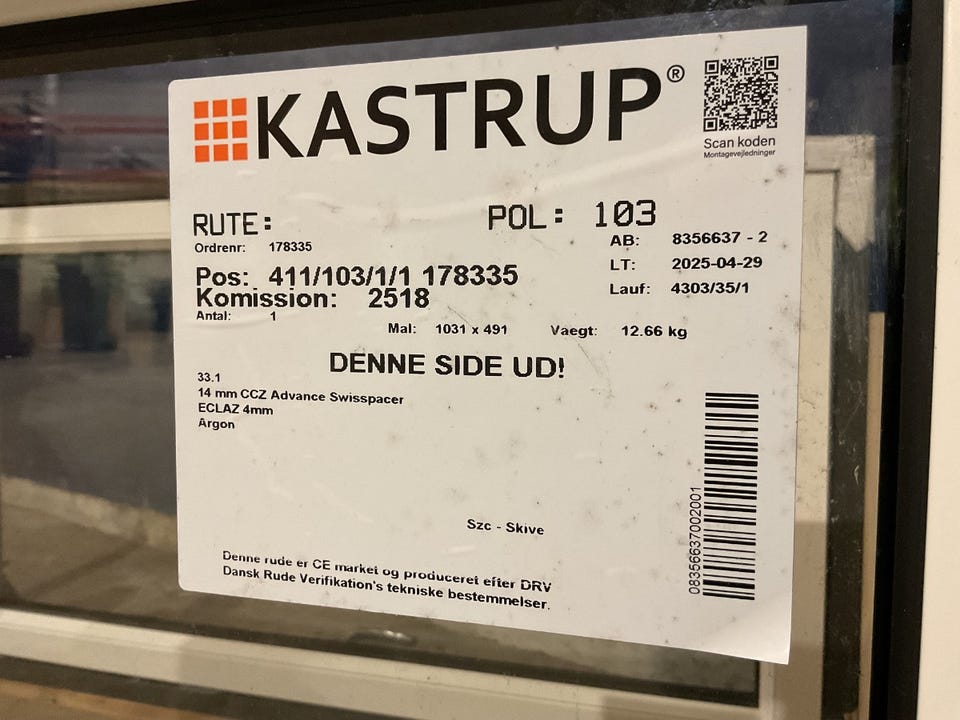 KASTRUP®
Scan koden
Montagevejledninger
RUTE:
POL: 103
Ordrenr: 178335
AB: 8356637 - 2
LT: 2025-04-29
Pos: 411/103/1/1 178335
Lauf: 4303/35/1
Komission: 2518
Antal: 1
Mal: 1031 x 491 Vaegt: 12.66 kg
DENNE SIDE UD!
33.1
14 mm CCZ Advance Swisspacer
ECLAZ 4mm
Argon
Szc - Skive
Denne rude er CE market og produceret efter DRV
Dansk Rude Verifikation's tekniske bestemmelser.
08356637002001